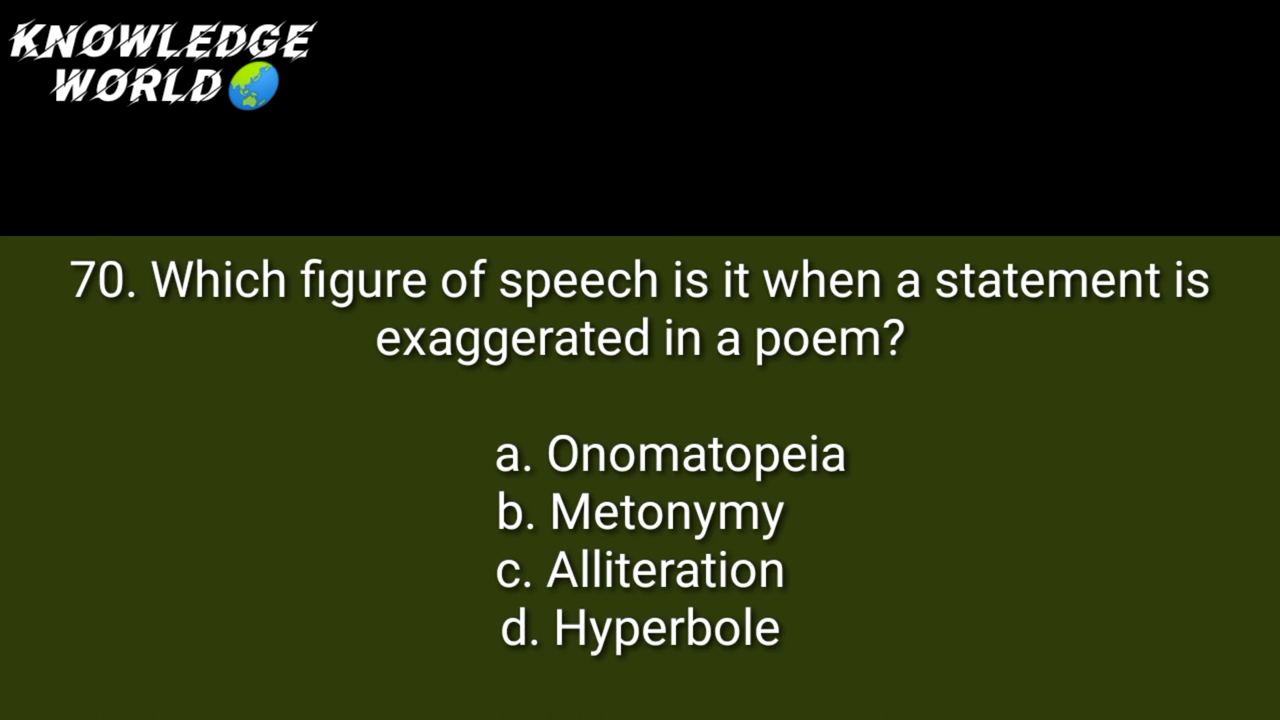 KNOWLEDGE
WORLD
70. Which figure of speech is it when a statement is
exaggerated in a poem?
a. Onomatopeia
b. Metonymy
c. Alliteration
d. Hyperbole